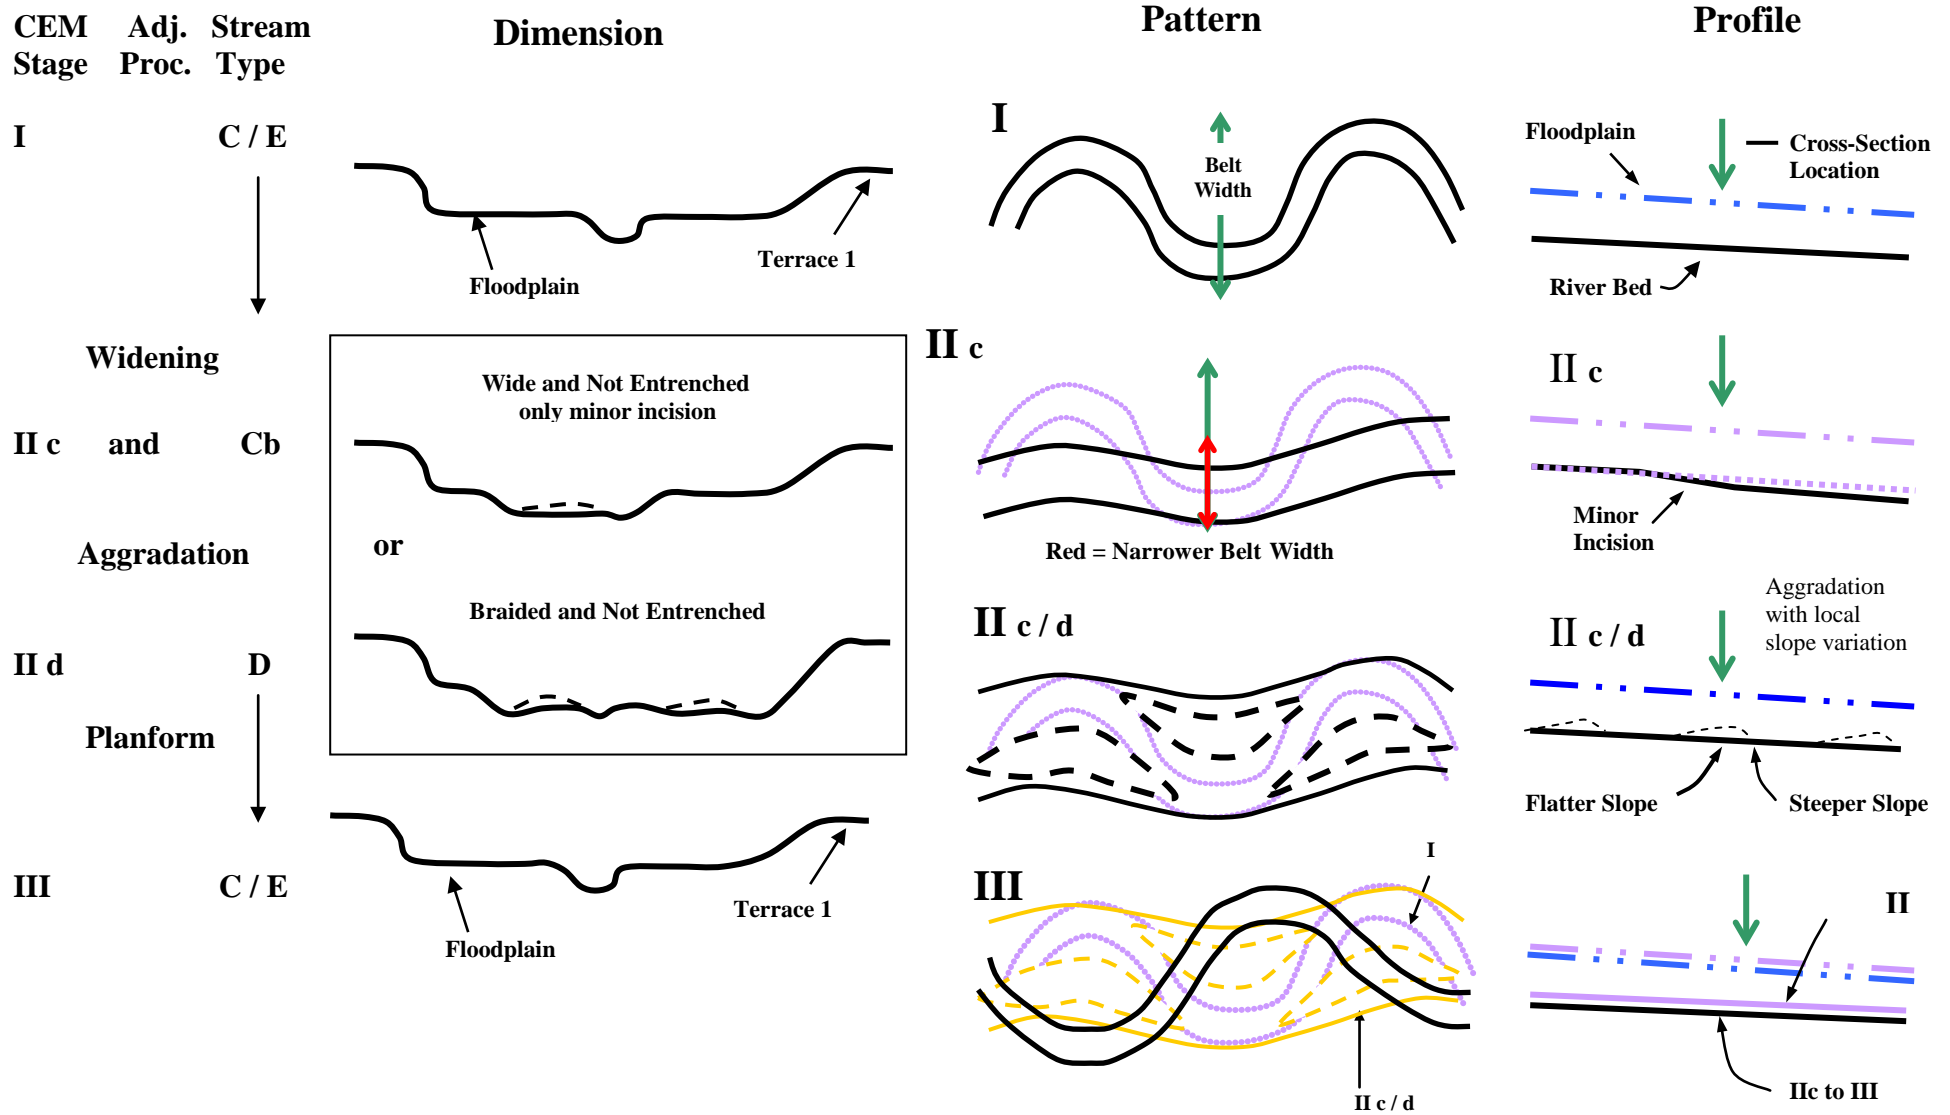 CEM Adj. Stream
Stage Proc. Type
Dimension
Pattern
Profile
I C / E
Floodplain
Terrace 1
I
Belt
Width
Floodplain
Cross-Section
Location
River Bed
Widening
II c and Cb
Aggradation
II d D
Planform
Wide and Not Entrenched
only minor incision
or
Braided and Not Entrenched
II c
Red = Narrower Belt Width
II c
Minor
Incision
II c / d
II c / d
Aggradation
with local
slope variation
Flatter Slope
Steeper Slope
III C / E
Floodplain
Terrace 1
III
I
II c / d
II
IIc to III